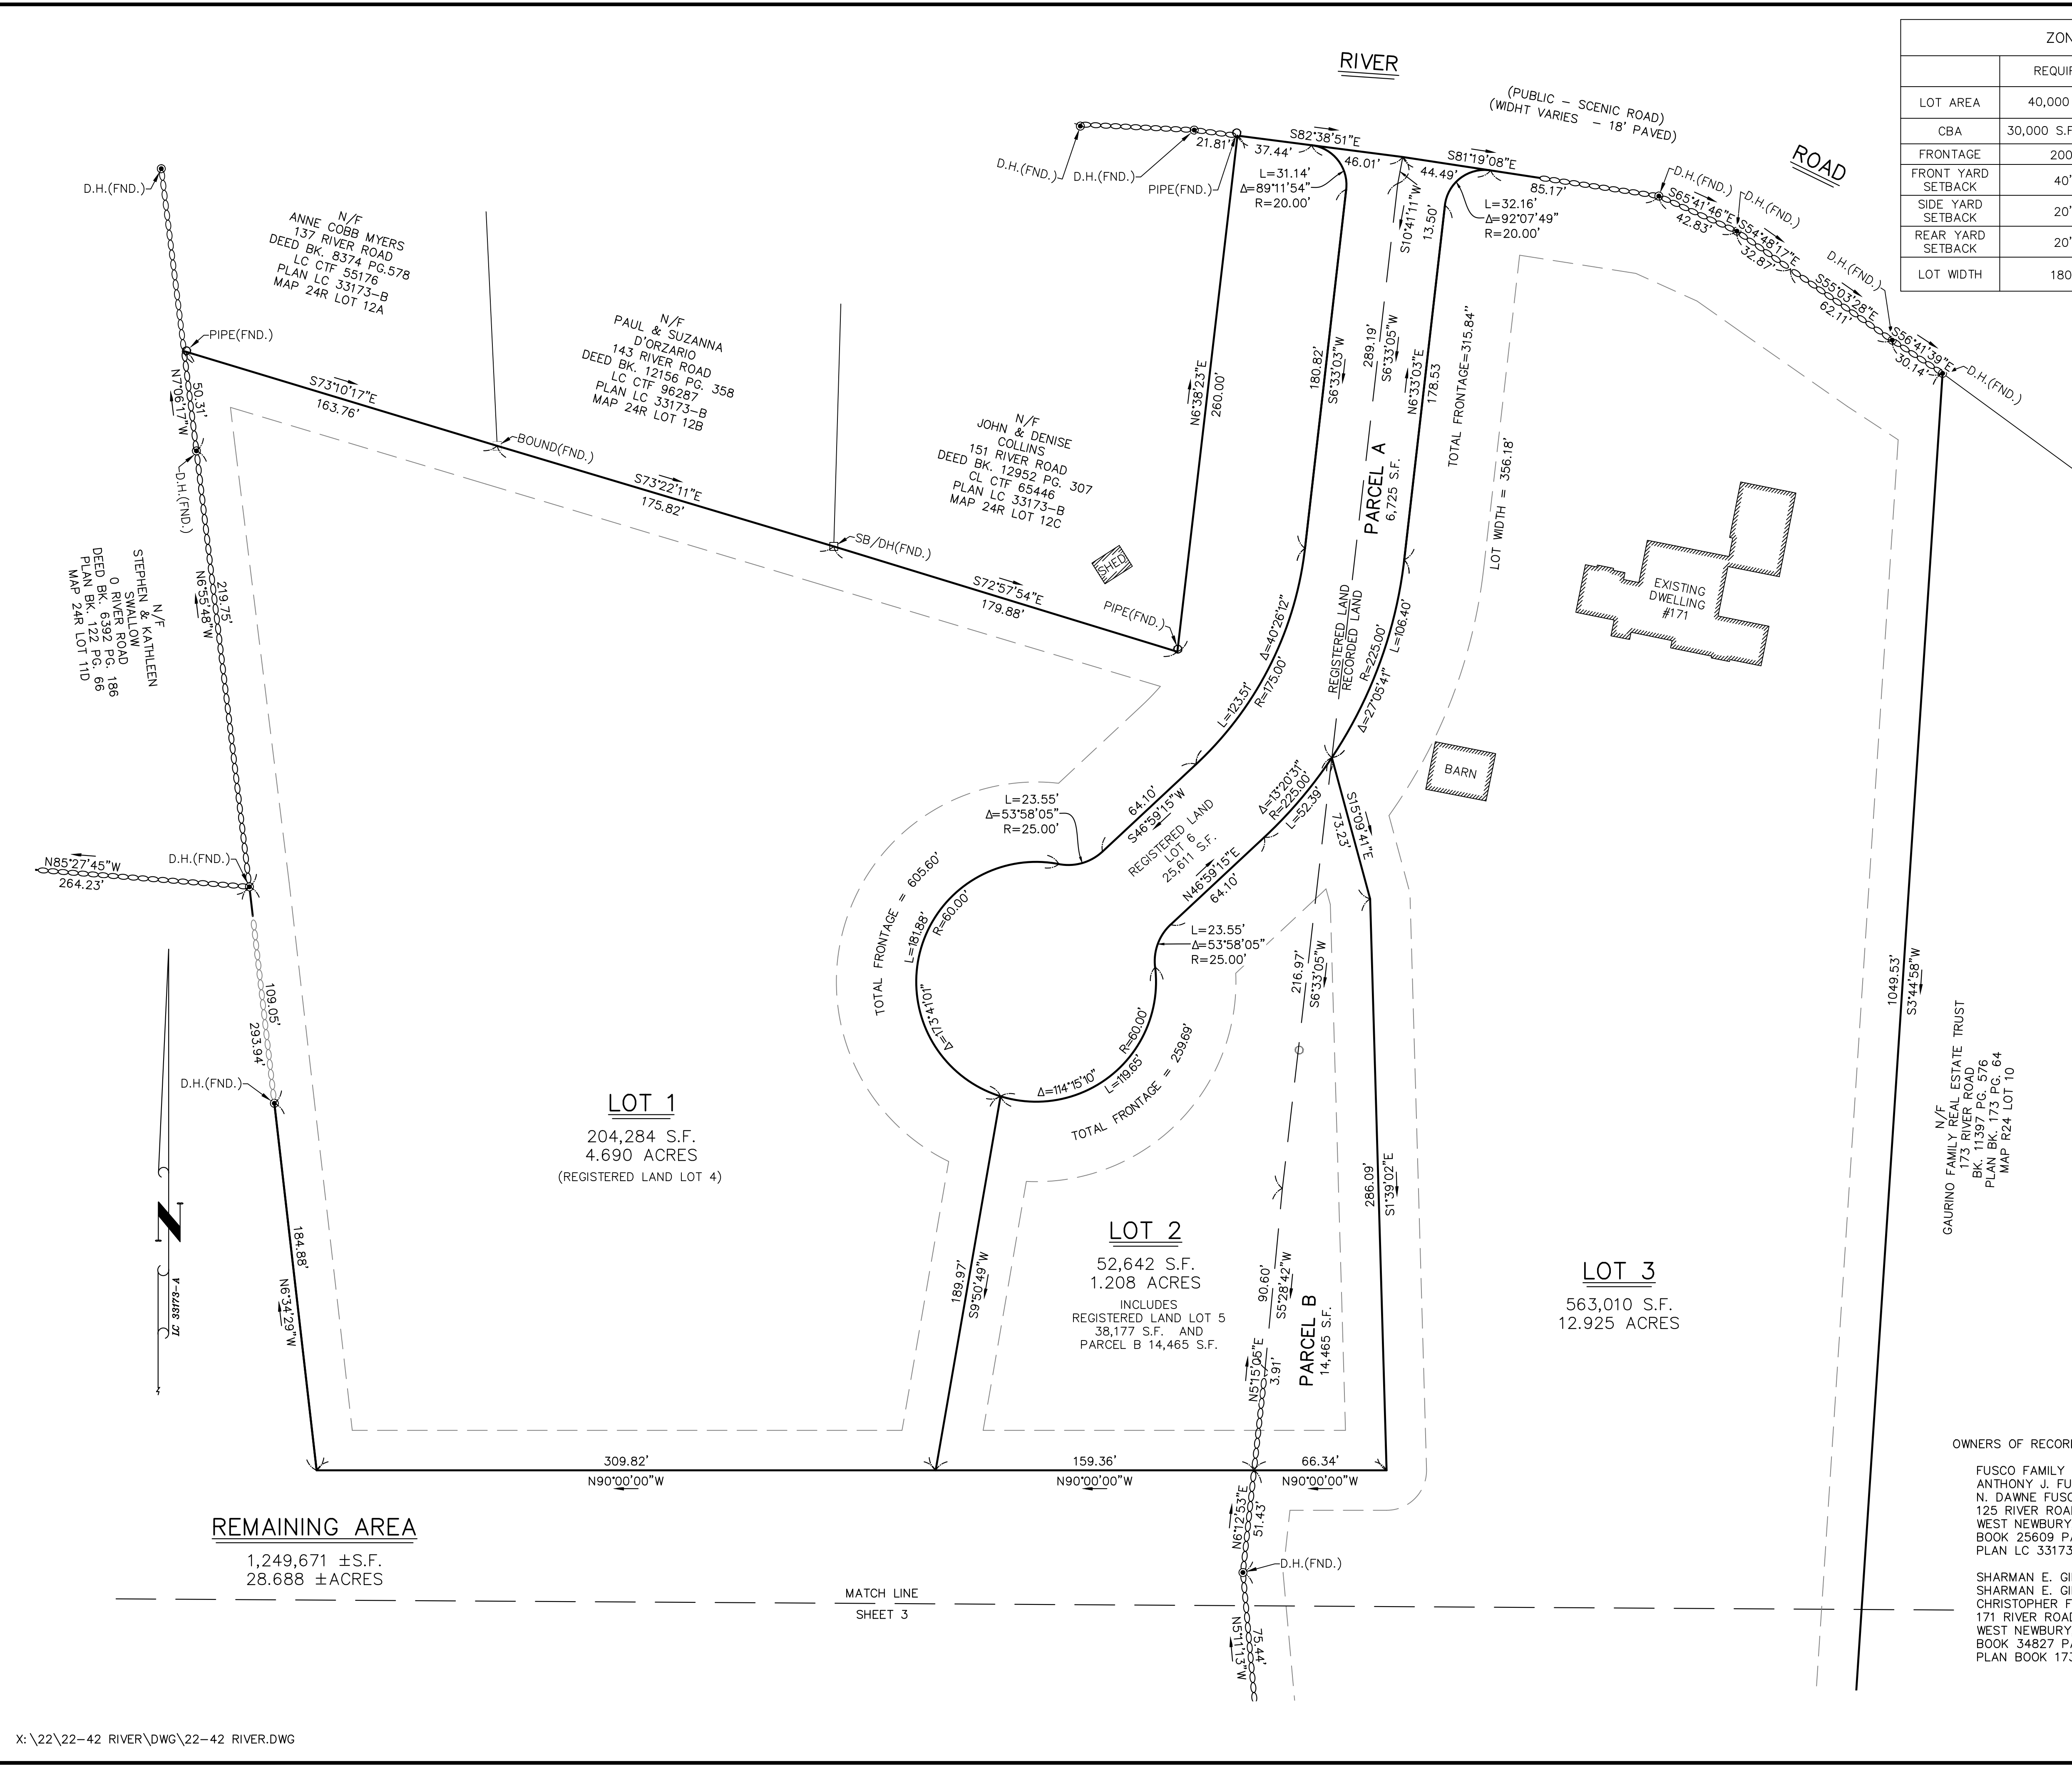 RIVER
(PUBLIC – SCENIC ROAD)
(WIDHT VARIES – 18' PAVED)
ROAD
REQUI
LOT AREA
40,000
CBA
30,000 S.F
FRONTAGE
200
FRONT YARD
SETBACK
40'
SIDE YARD
SETBACK
20'
REAR YARD
SETBACK
20'
LOT WIDTH
180
D.H.(FND.)
D.H.(FND.)
D.H.(FND.)
PIPE(FND.)
21.81'
37.44'
S82°38'51"E
46.01'
S81°19'08"E
44.49'
85.17'
L=31.14'
Δ=89°11'54"
R=20.00'
S10°41'11"W
13.50'
L=32.16'
Δ=92°07'49"
R=20.00'
D.H.(FND.)
S65°41'46"E
42.83'
D.H.(FND.)
S54°48'17"E
32.87'
D.H.(FND.)
S55°03'28"E
62.11'
S56°41'39"E
30.14'
D.H.(FND.)
N/F
ANNE COBB MYERS
137 RIVER ROAD
DEED BK. 8374 PG.578
LC CTF 55176
PLAN LC 33173–B
MAP 24R LOT 12A
N/F
PAUL & SUZANNA
D'ORZARIO
143 RIVER ROAD
DEED BK. 12156 PG. 358
LC CTF 96287
PLAN LC 33173–B
MAP 24R LOT 12B
N/F
JOHN & DENISE
COLLINS
151 RIVER ROAD
DEED BK. 12952 PG. 307
CL CTF 65446
PLAN LC 33173–B
MAP 24R LOT 12C
PIPE(FND.)
N7°06'17"W
50.31'
S73°10'17"E
163.76'
BOUND(FND.)
S73°22'11"E
175.82'
SB/DH(FND.)
S72°57'54"E
179.88'
PIPE(FND.)
SHED
D.H.(FND.)
N6°38'23"E
260.00'
180.82'
S6°33'03"W
289.19'
S6°33'05"W
N6°33'03"E
178.53
TOTAL FRONTAGE=315.84"
LOT WIDTH = 356.18'
PARCEL A
6,725 S.F.
REGISTERED LAND
RECORDED LAND
EXISTING
DWELLING
#171
BARN
N/F
STEPHEN & KATHLEEN
SWALLOW
0 RIVER ROAD
DEED BK. 6392 PG. 186
PLAN BK. 122 PG. 66
MAP 24R LOT 11D
219.75'
N6°55'48"W
Δ=40°26'12"
L=123.51'
R=175.00'
L=106.40'
R=225.00'
Δ=27°05'41"
64.10'
S46°59'15"W
L=23.55'
Δ=53°58'05"
R=25.00'
REGISTERED LAND
LOT 6
25,611 S.F.
Δ=13°20'31"
R=225.00'
L=52.39'
N46°59'15"E
64.10'
S15°09'41"E
73.23'
L=23.55'
Δ=53°58'05"
R=25.00'
N85°27'45"W
264.23'
D.H.(FND.)
109.05'
293.94'
D.H.(FND.)
TOTAL FRONTAGE = 605.60'
L=181.88'
R=60.00'
Δ=173°41'01"
R=60.00'
L=119.65'
Δ=114°15'10"
TOTAL FRONTAGE = 259.69'
216.97'
S6°33'05"W
286.09'
S1°39'02"E
1049.53'
S3°44'58"W
N/F
GAURINO FAMILY REAL ESTATE TRUST
173 RIVER ROAD
BK. 11397 PG. 576
PLAN BK. 173 PG. 64
MAP R24 LOT 10
LOT 1
204,284 S.F.
4.690 ACRES
(REGISTERED LAND LOT 4)
LOT 2
52,642 S.F.
1.208 ACRES
INCLUDES
REGISTERED LAND LOT 5
38,177 S.F. AND
PARCEL B 14,465 S.F.
LOT 3
563,010 S.F.
12.925 ACRES
N
LC 33173–A
184.88'
N6°34'29"W
189.97'
S9°50'49"W
90.60'
S5°28'42"W
PARCEL B
14,465 S.F.
N5°15'05"E
3.91'
309.82'
N90°00'00"W
159.36'
N90°00'00"W
66.34'
N90°00'00"W
N6°12'53"E
51.43'
D.H.(FND.)
N5°11'13"W
75.44'
REMAINING AREA
1,249,671 ±S.F.
28.688 ±ACRES
MATCH LINE
SHEET 3
FUSCO FAMILY
ANTHONY J.
N. DAWNE
125 RIVER
WEST NEWBURY
BOOK 25609
PLAN LC 33173
SHARMAN E.
SHARMAN E.
CHRISTOPHER
171 RIVER
WEST NEWBURY
BOOK 34827
PLAN BOOK 173
OWNERS OF
X:\22\22–42 RIVER\DWG\22–42 RIVER.DWG